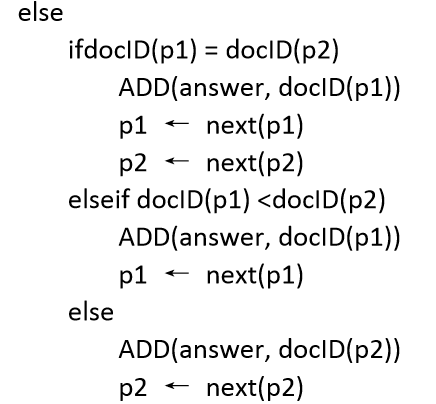 else
ifdocID(p1) = docID(p2)
ADD(answer, docID(p1))
p1 ← next(p1)
p2 ← next(p2)
elseif docID(p1) <docID(p2)
ADD(answer, docID(p1))
p1 ← next(p1)
else
ADD(answer, docID(p2))
p2 ← next(p2)